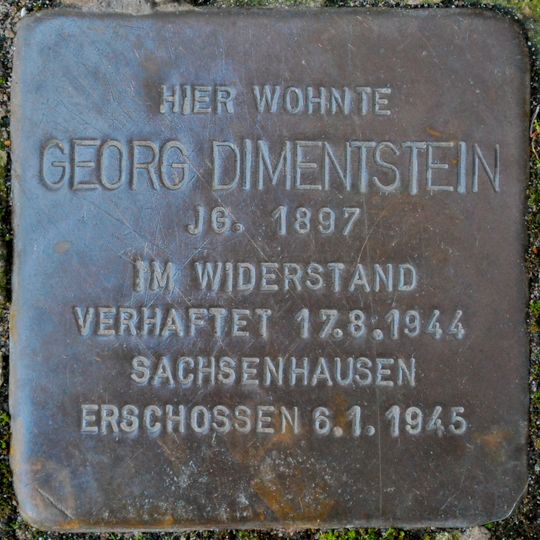 HIER WOHNTE
GEORG DIMENTSTEIN
JG. 1897
IM WIDERSTAND
VERHAFTET 17.8.1944
SACHSENHAUSEN
ERSCHOSSEN 6.1.1945